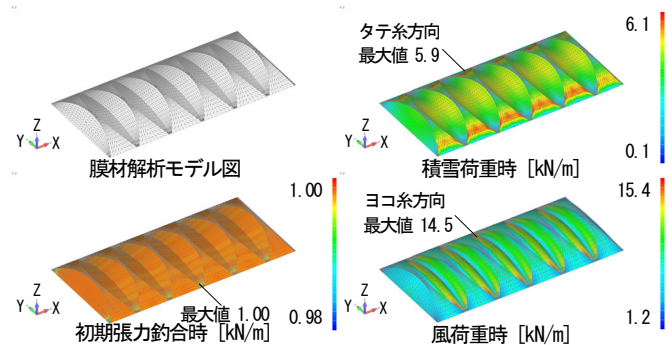 Y Z X
膜材解析モデル図
タテ糸方向
最大値 5.9
6.1
0.1
Y Z X
積雪荷重時 [kN/m]
1.00
0.98
最大値 1.00
Y Z X
初期張力釣合時 [kN/m]
ヨコ糸方向
最大値 14.5
15.4
1.2
Y Z X
風荷重時 [kN/m]